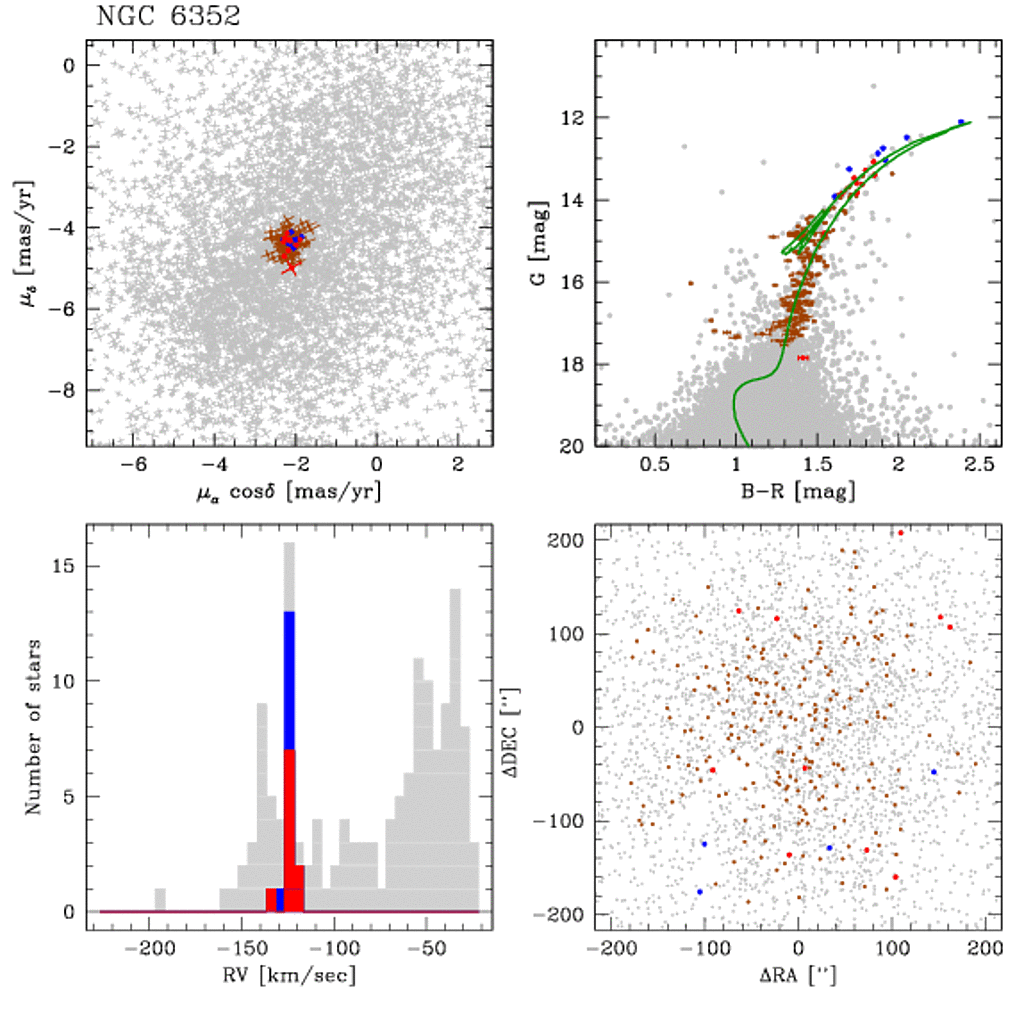 NGC 6352
0
−2
−4
−6
−8
μδ [mas/yr]
−6 −4 −2 0 2
μα cosδ [mas/yr]
12
14
16
18
20
G [mag]
0.5 1 1.5 2 2.5
B−R [mag]
15
10
5
0
Number of stars
−200 −150 −100 −50
RV [km/sec]
200
100
0
−100
−200
ΔDEC [″]
−200 −100 0 100 200
ΔRA [″]